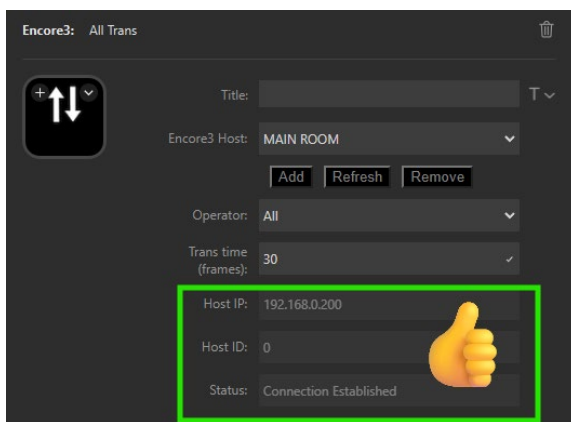 Encore3: All Trans
Title:
T
Encore3 Host: MAIN ROOM
Add Refresh Remove
Operator: All
Trans time
(frames): 30
Host IP: 192.168.0.200
Host ID: 0
Status: Connection Established